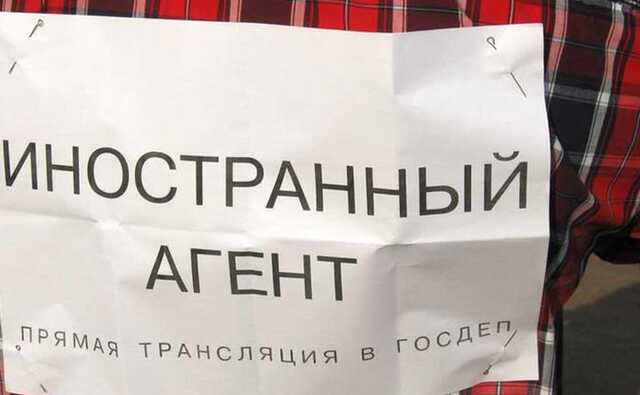 ИНОСТРАННЫЙ
АГЕНТ
ПРЯМАЯ ТРАНСЛЯЦИЯ В ГОСДЕП